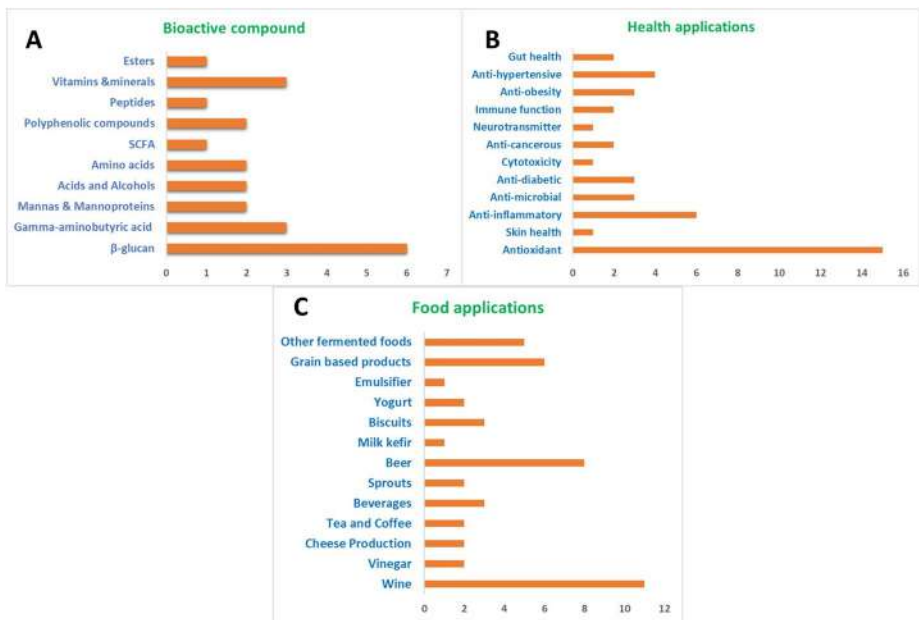 A
Bioactive compound
Esters
Vitamins &minerals
Peptides
Polyphenolic compounds
SCFA
Amino acids
Acids and Alcohols
Mannas & Mannoproteins
Gamma-aminobutyric acid
β-glucan
0 1 2 3 4 5 6 7
B
Health applications
Gut health
Anti-hypertensive
Anti-obesity
Immune function
Neurotransmitter
Anti-cancerous
Cytotoxicity
Anti-diabetic
Anti-microbial
Anti-inflammatory
Skin health
Antioxidant
0 2 4 6 8 10 12 14 16
C
Food applications
Other fermented foods
Grain based products
Emulsifier
Yogurt
Biscuits
Milk kefir
Beer
Sprouts
Beverages
Tea and Coffee
Cheese Production
Vinegar
Wine
0 2 4 6 8 10 12